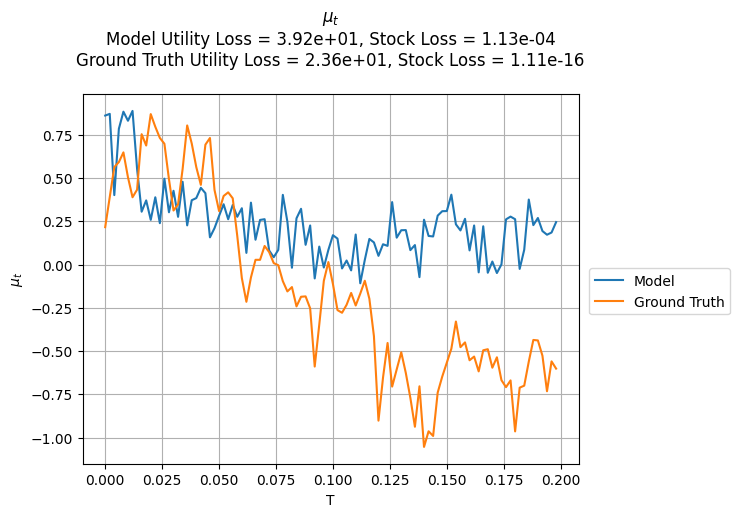 μt
Model Utility Loss = 3.92e+01, Stock Loss = 1.13e-04
Ground Truth Utility Loss = 2.36e+01, Stock Loss = 1.11e-16
0.75
0.50
0.25
0.00
−0.25
−0.50
−0.75
−1.00
μt
0.000 0.025 0.050 0.075 0.100 0.125 0.150 0.175 0.200
T
Model
Ground Truth